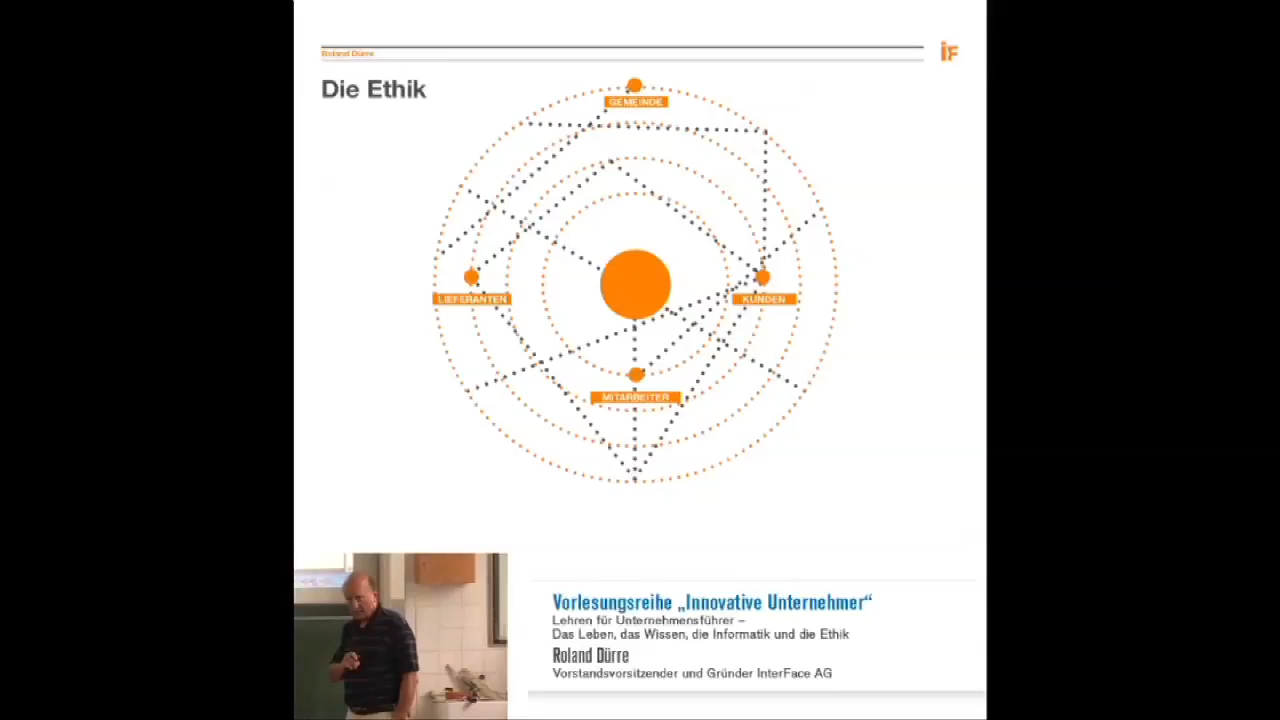 Roland Dürre
iF
Die Ethik
GEMEINDE
LIEFERANTEN
KUNDEN
MITARBEITER
Vorlesungsreihe „Innovative Unternehmer“
Lehren für Unternehmensführer –
Das Leben, das Wissen, die Informatik und die Ethik
Roland Dürre
Vorstandsvorsitzender und Gründer InterFace AG